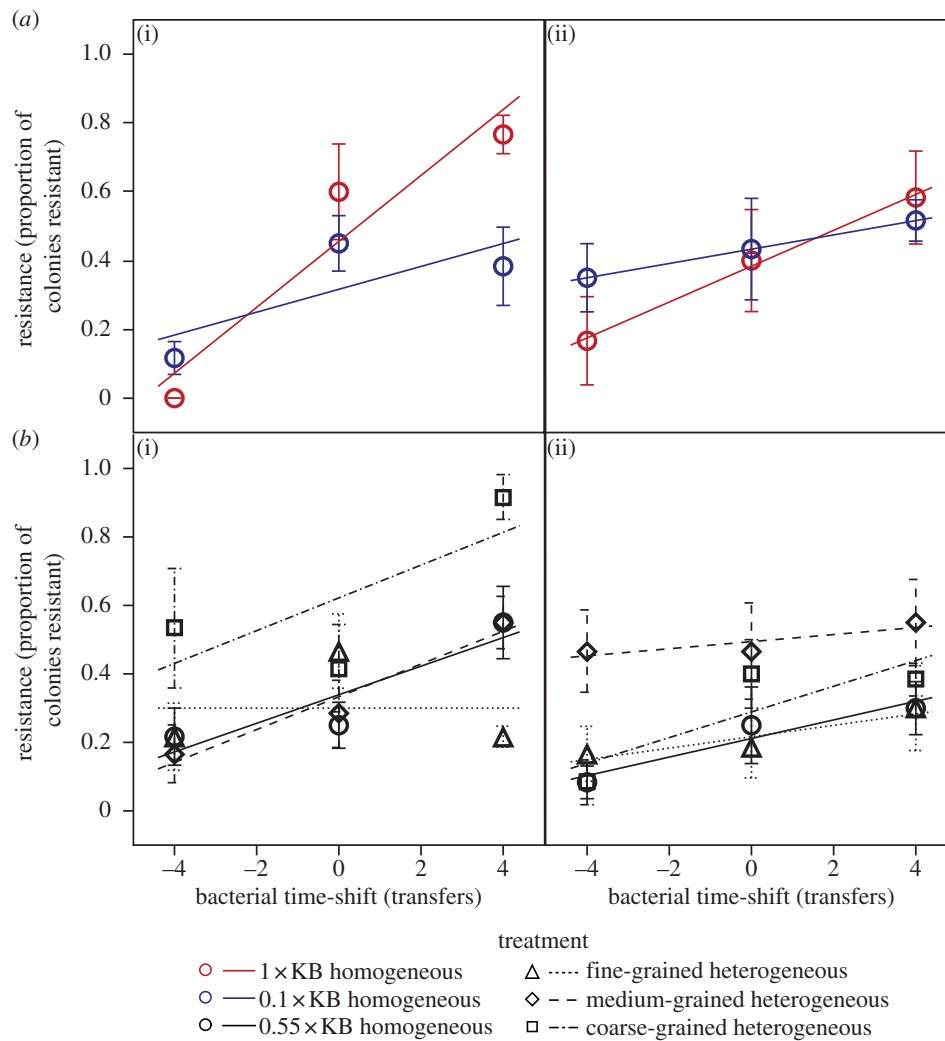 (a)
(i)
(ii)
1.0
0.8
0.6
0.4
0.2
0
resistance (proportion of
colonies resistant)
(b)
(i)
(ii)
1.0
0.8
0.6
0.4
0.2
0
resistance (proportion of
colonies resistant)
−4 −2 0 2 4
−4 −2 0 2 4
bacterial time-shift (transfers)
bacterial time-shift (transfers)
treatment
1 × KB homogeneous
0.1 × KB homogeneous
0.55 × KB homogeneous
fine-grained heterogeneous
medium-grained heterogeneous
coarse-grained heterogeneous